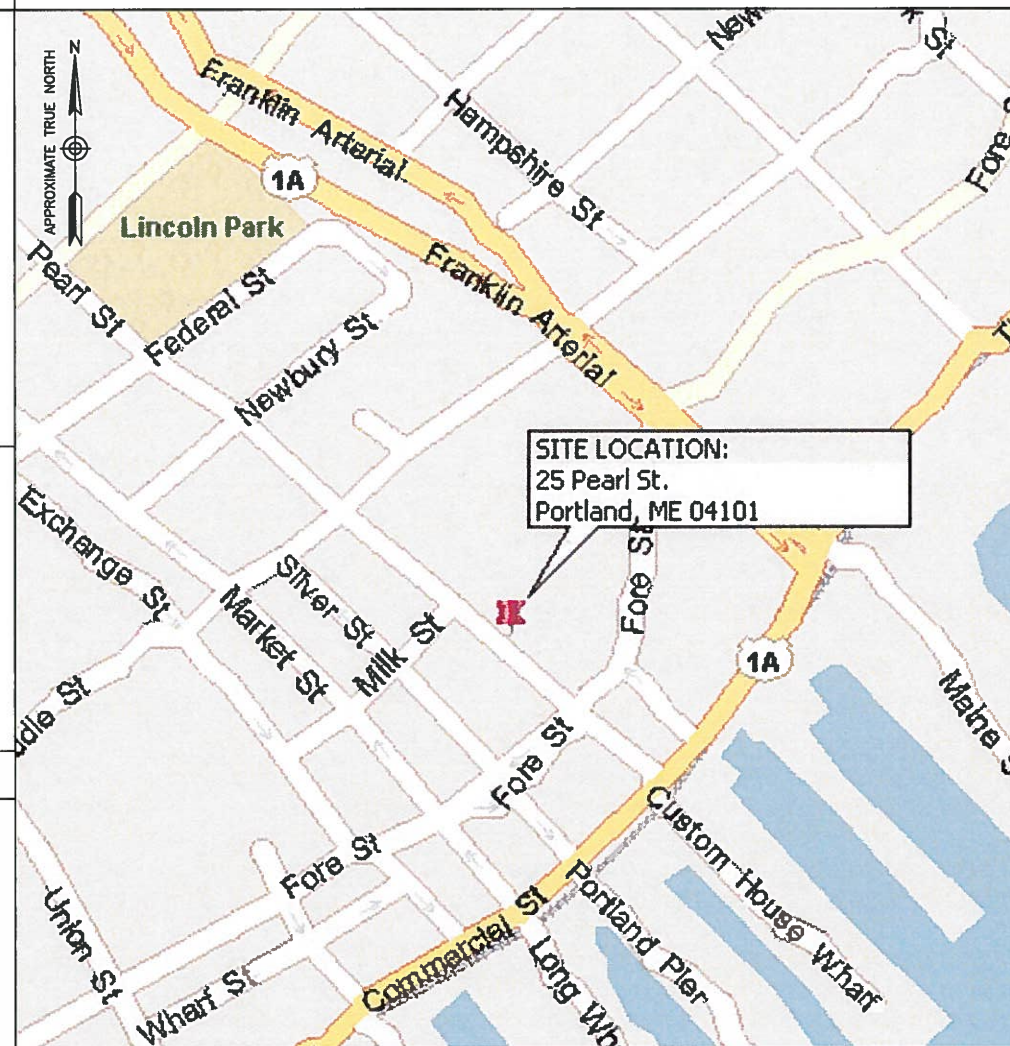 APPROXIMATE TRUE NORTH
N
Franklin Arterial
1A
Hampshire St
St
Fore
Lincoln Park
Pearl St
Federal St
Newbury St
Franklin Arterial
SITE LOCATION:
25 Pearl St.
Portland, ME 04101
Exchange St
Silver St
Market St
Milk St
Fore St
1A
St
Fore St
Custom House Wharf
Fore St
Union St
Wharf St
Commercial St
Portland Pier
Long